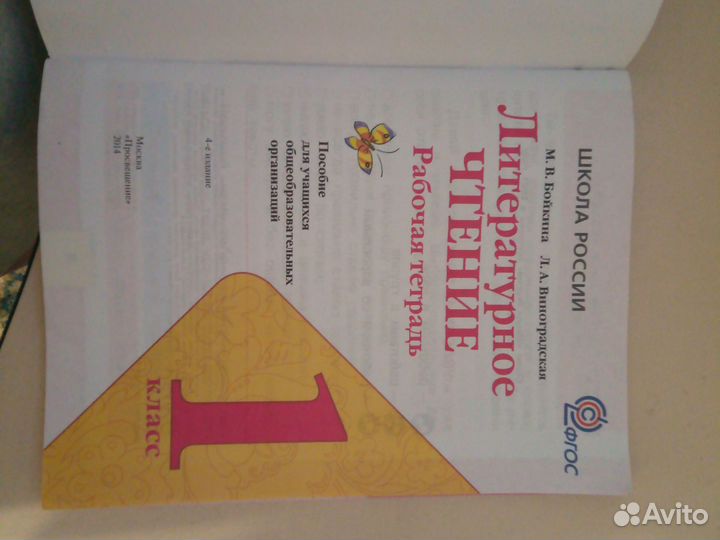 ШКОЛА РОССИИ
ФГОС
М. В. Бойкина Л. А. Виноградская
Литературное
ЧТЕНИЕ
Рабочая тетрадь
1
класс
Пособие
для учащихся
общеобразовательных
организаций
4-е издание
Москва
«Просвещение»
2014
Avito